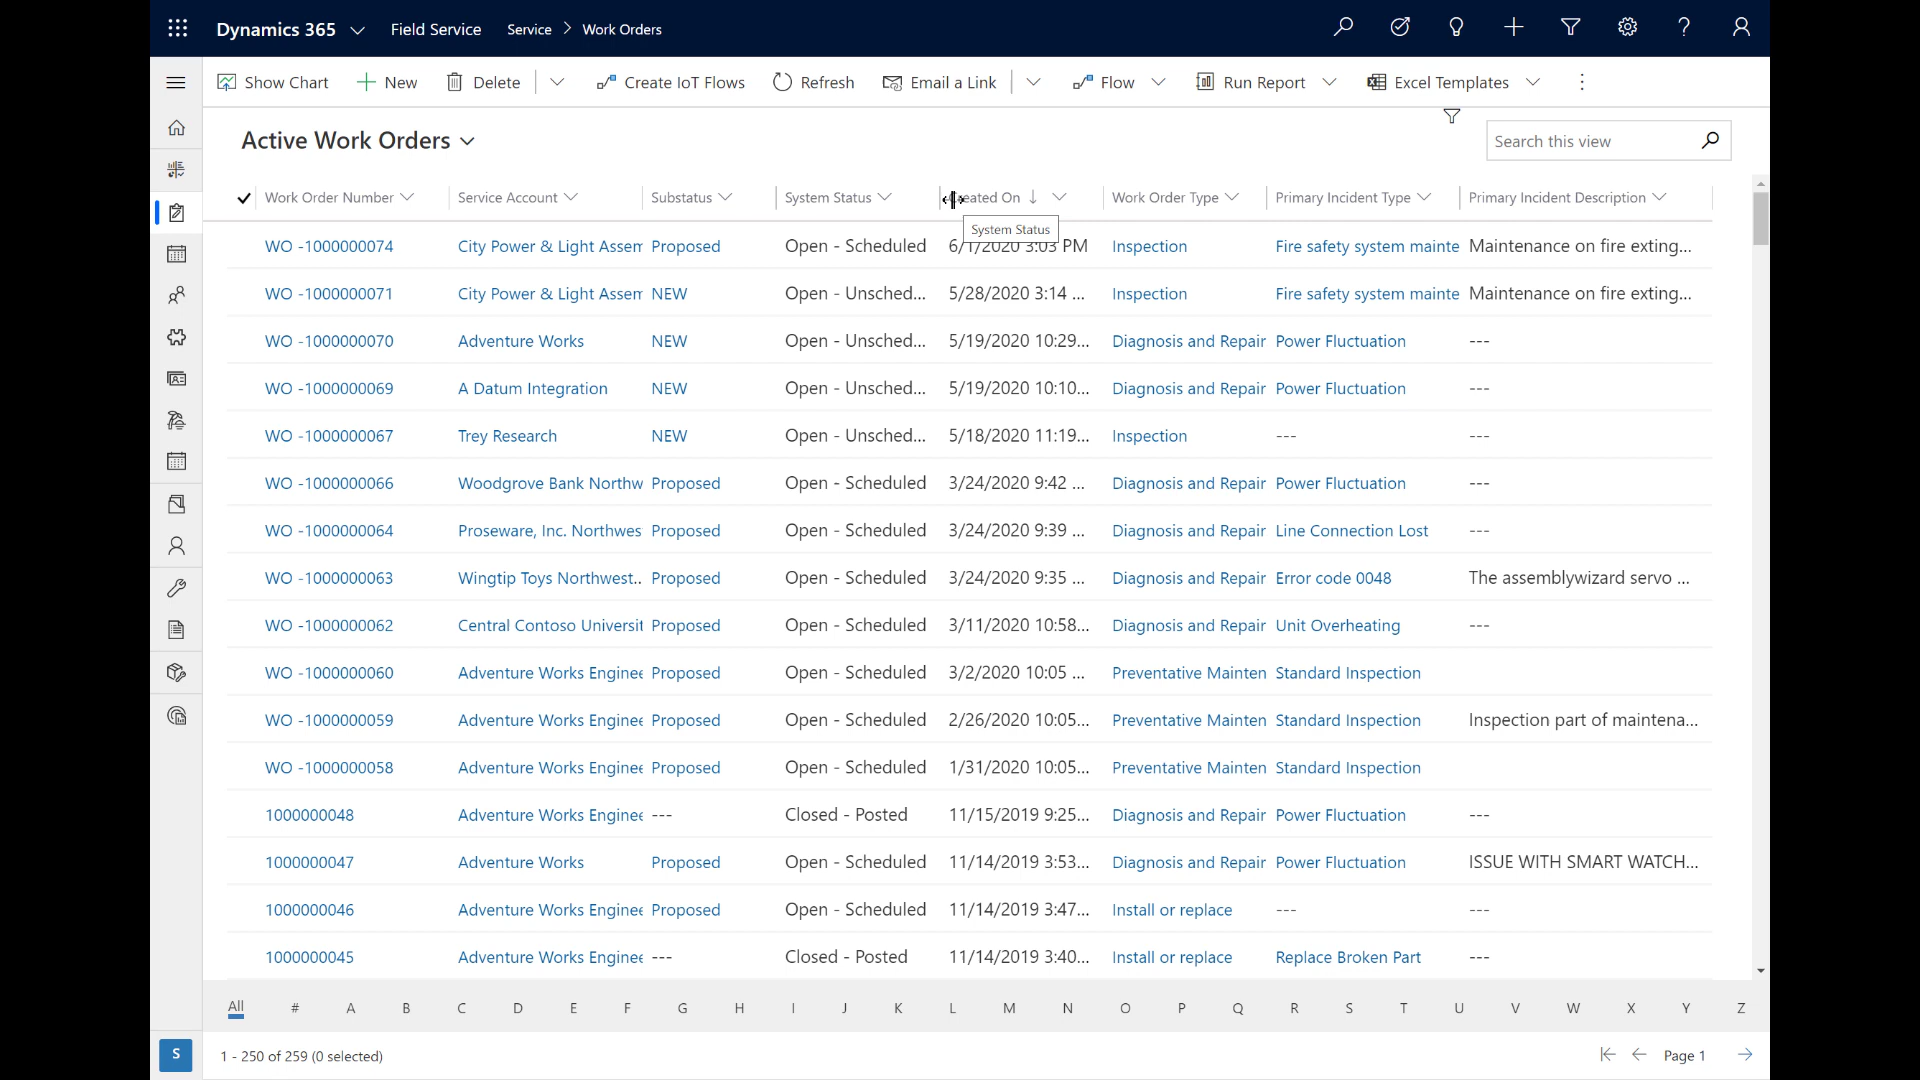 Dynamics 365 Field Service Service > Work Orders
Show Chart New Delete Create IoT Flows Refresh Email a Link Flow Run Report Excel Templates
Active Work Orders
Search this view
Work Order Number Service Account Substatus System Status Created On Work Order Type Primary Incident Type Primary Incident Description
System Status
WO -1000000074 City Power & Light Assem Proposed Open - Scheduled 6/1/2020 3:03 PM Inspection Fire safety system mainte Maintenance on fire exting...
WO -1000000071 City Power & Light Assem NEW Open - Unsched... 5/28/2020 3:14 ... Inspection Fire safety system mainte Maintenance on fire exting...
WO -1000000070 Adventure Works NEW Open - Unsched... 5/19/2020 10:29... Diagnosis and Repair Power Fluctuation ---
WO -1000000069 A Datum Integration NEW Open - Unsched... 5/19/2020 10:10... Diagnosis and Repair Power Fluctuation ---
WO -1000000067 Trey Research NEW Open - Unsched... 5/18/2020 11:19... Inspection --- ---
WO -1000000066 Woodgrove Bank Northw Proposed Open - Scheduled 3/24/2020 9:42 ... Diagnosis and Repair Power Fluctuation ---
WO -1000000064 Proseware, Inc. Northwes Proposed Open - Scheduled 3/24/2020 9:39 ... Diagnosis and Repair Line Connection Lost ---
WO -1000000063 Wingtip Toys Northwest... Proposed Open - Scheduled 3/24/2020 9:35 ... Diagnosis and Repair Error code 0048 The assemblywizard servo ...
WO -1000000062 Central Contoso Universit Proposed Open - Scheduled 3/11/2020 10:58... Diagnosis and Repair Unit Overheating ---
WO -1000000060 Adventure Works Enginee Proposed Open - Scheduled 3/2/2020 10:05 ... Preventative Mainten Standard Inspection
WO -1000000059 Adventure Works Enginee Proposed Open - Scheduled 2/26/2020 10:05... Preventative Mainten Standard Inspection Inspection part of maintena...
WO -1000000058 Adventure Works Enginee Proposed Open - Scheduled 1/31/2020 10:05... Preventative Mainten Standard Inspection
1000000048 Adventure Works Enginee --- Closed - Posted 11/15/2019 9:25... Diagnosis and Repair Power Fluctuation ---
1000000047 Adventure Works Proposed Open - Scheduled 11/14/2019 3:53... Diagnosis and Repair Power Fluctuation ISSUE WITH SMART WATCH...
1000000046 Adventure Works Enginee Proposed Open - Scheduled 11/14/2019 3:47... Install or replace --- ---
1000000045 Adventure Works Enginee --- Closed - Posted 11/14/2019 3:40... Install or replace Replace Broken Part ---
All # A B C D E F G H I J K L M N O P Q R S T U V W X Y Z
S 1 - 250 of 259 (0 selected) Page 1